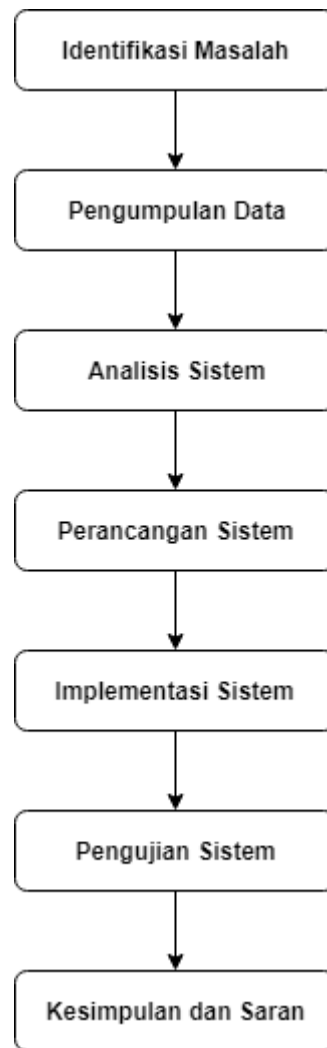 Identifikasi Masalah
Pengumpulan Data
Analisis Sistem
Perancangan Sistem
Implementasi Sistem
Pengujian Sistem
Kesimpulan dan Saran